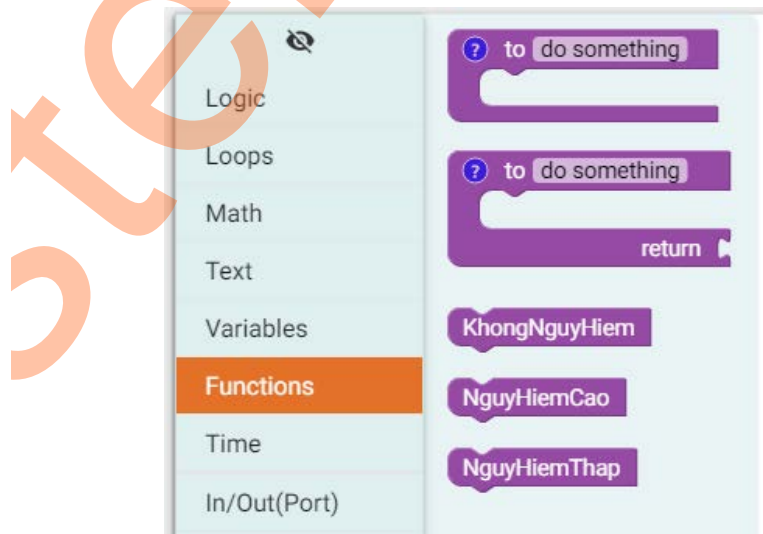 Logic
Loops
Math
Text
Variables
Functions
Time
In/Out(Port)
? to do something
? to do something
return
KhongNguyHiem
NguyHiemCao
NguyHiemThap